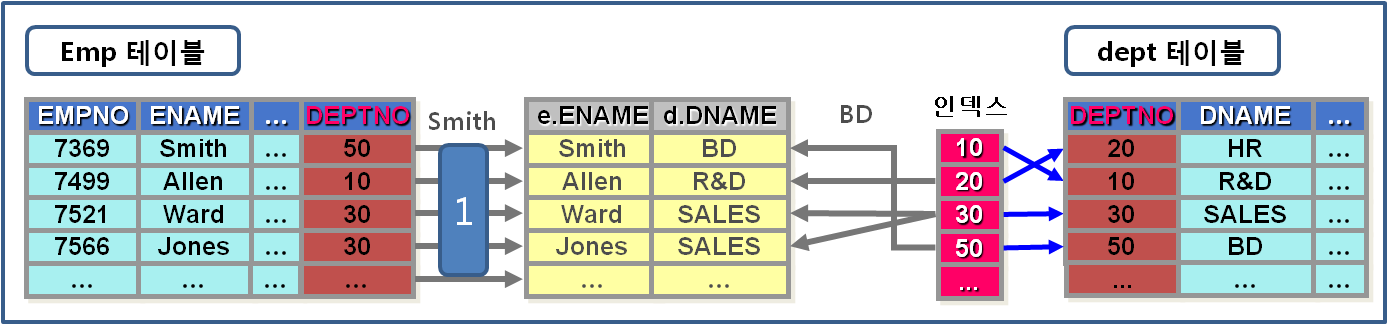 Emp 테이블
dept 테이블
EMPNO ENAME ... DEPTNO
7369 Smith ... 50
7499 Allen ... 10
7521 Ward ... 30
7566 Jones ... 30
... ... ... ...
Smith
1
e.ENAME d.DNAME
Smith BD
Allen R&D
Ward SALES
Jones SALES
... ...
BD
인덱스
10
20
30
50
...
DEPTNO DNAME ...
20 HR ...
10 R&D ...
30 SALES ...
50 BD ...
... ... ...